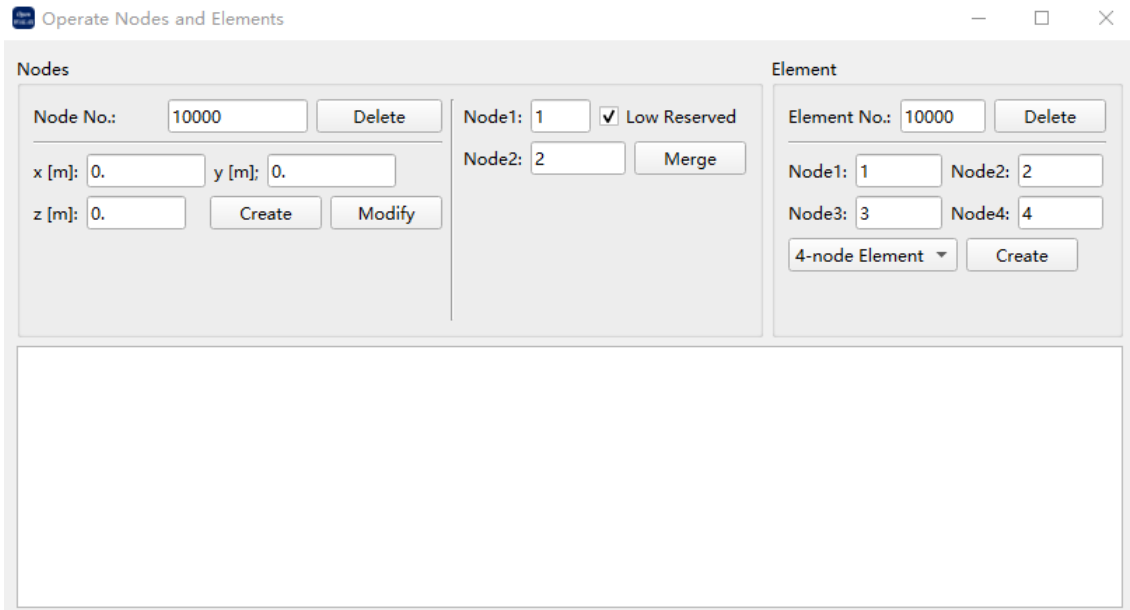 Operate Nodes and Elements
Nodes
Node No.: 10000 Delete
x [m]: 0. y [m]; 0.
z [m]: 0. Create Modify
Node1: 1 Low Reserved
Node2: 2 Merge
Element
Element No.: 10000 Delete
Node1: 1 Node2: 2
Node3: 3 Node4: 4
4-node Element Create